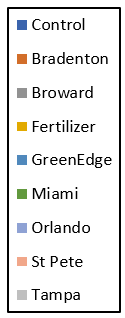 Control
Bradenton
Broward
Fertilizer
GreenEdge
Miami
Orlando
St Pete
Tampa